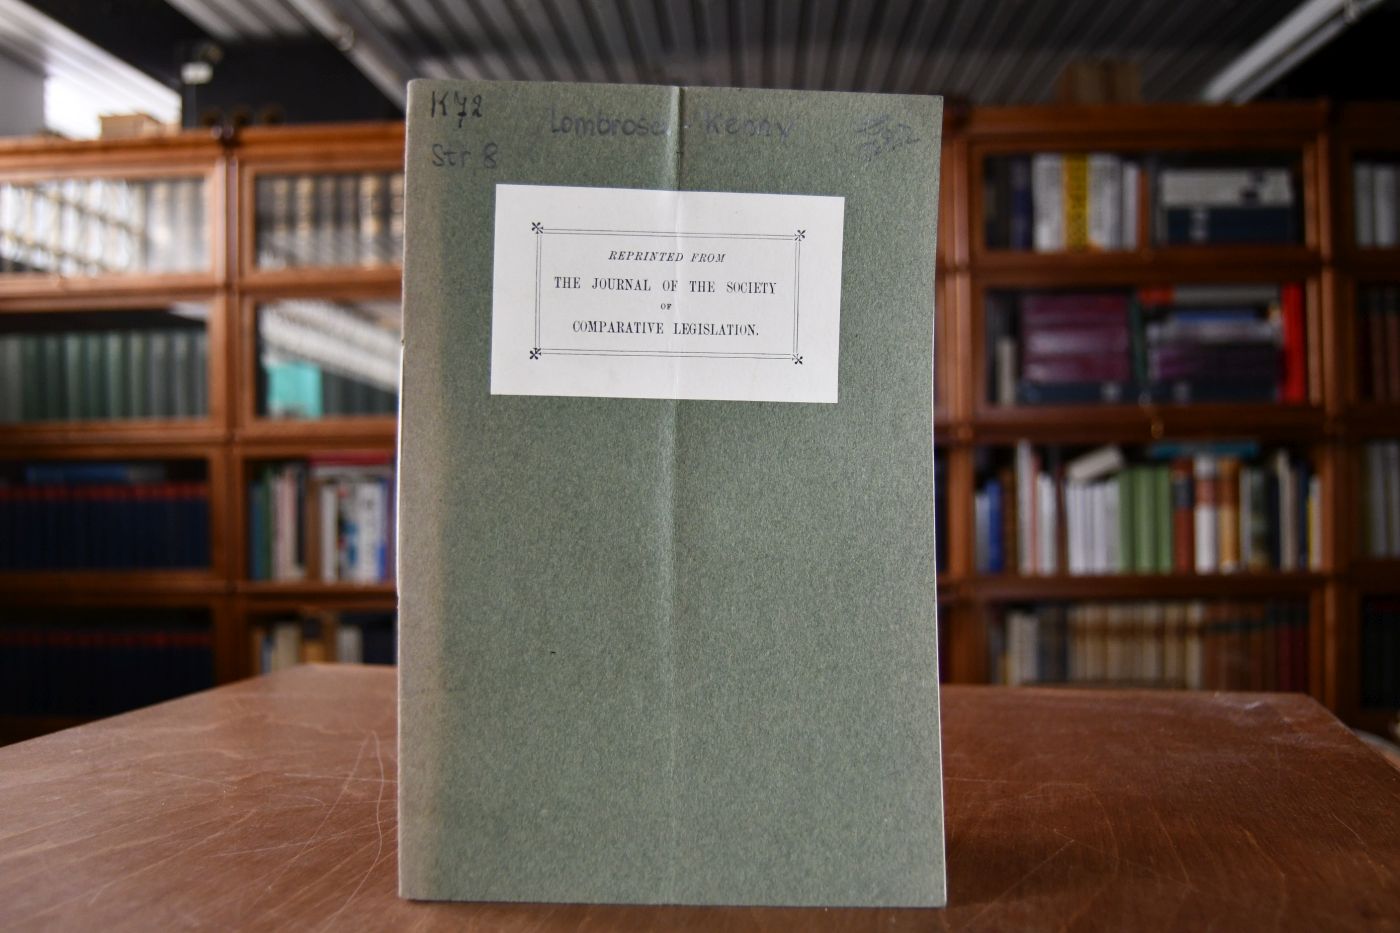 K72
Lombroso - Kenny
Str 8
REPRINTED FROM
THE JOURNAL OF THE SOCIETY
OF
COMPARATIVE LEGISLATION.